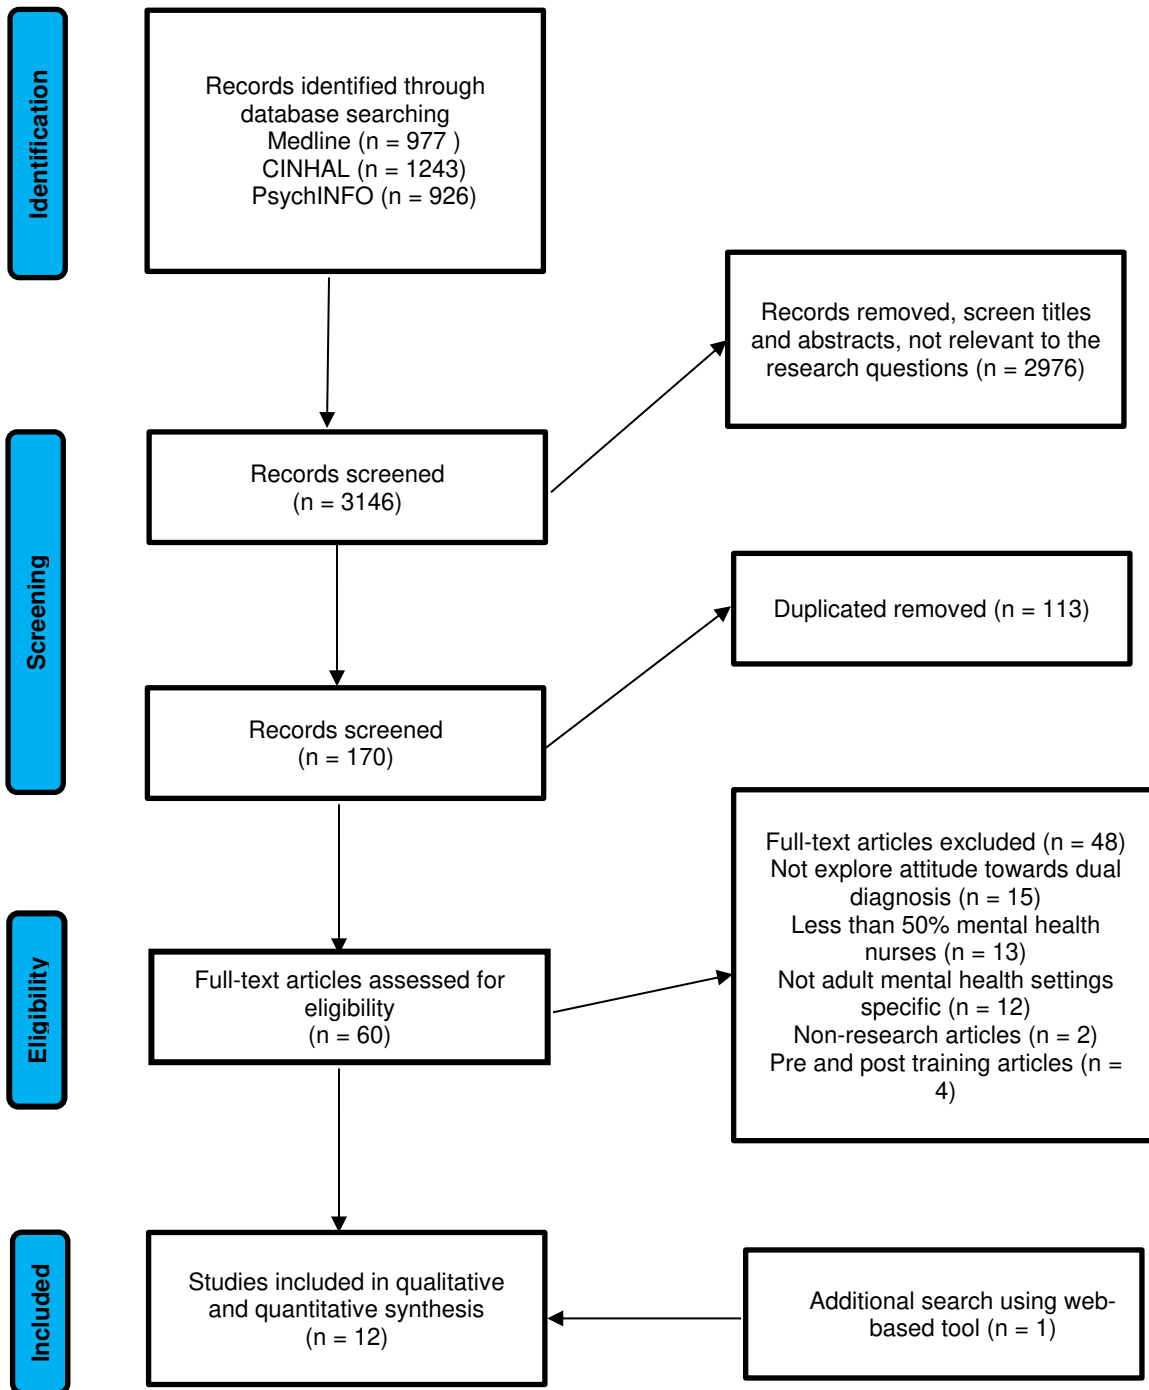 Identification
Records identified through
database searching
Medline (n = 977 )
CINHAL (n = 1243)
PsychINFO (n = 926)
Records removed, screen titles
and abstracts, not relevant to the
research questions (n = 2976)
Screening
Records screened
(n = 3146)
Duplicated removed (n = 113)
Records screened
(n = 170)
Eligibility
Full-text articles assessed for
eligibility
(n = 60)
Full-text articles excluded (n = 48)
Not explore attitude towards dual
diagnosis (n = 15)
Less than 50% mental health
nurses (n = 13)
Not adult mental health settings
specific (n = 12)
Non-research articles (n = 2)
Pre and post training articles (n =
4)
Included
Studies included in qualitative
and quantitative synthesis
(n = 12)
Additional search using web-
based tool (n = 1)